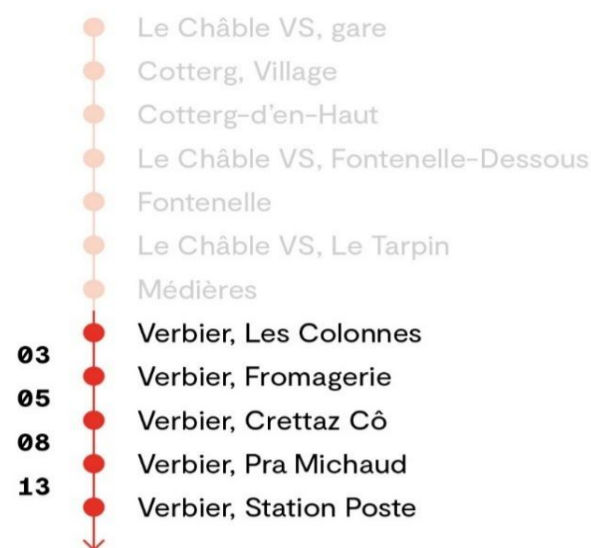 Le Châble VS, gare
Cotterg, Village
Cotterg-d'en-Haut
Le Châble VS, Fontenelle-Dessous
Fontenelle
Le Châble VS, Le Tarpin
Médières
Verbier, Les Colonnes
03
Verbier, Fromagerie
05
Verbier, Crettaz Cô
08
Verbier, Pra Michaud
13
Verbier, Station Poste